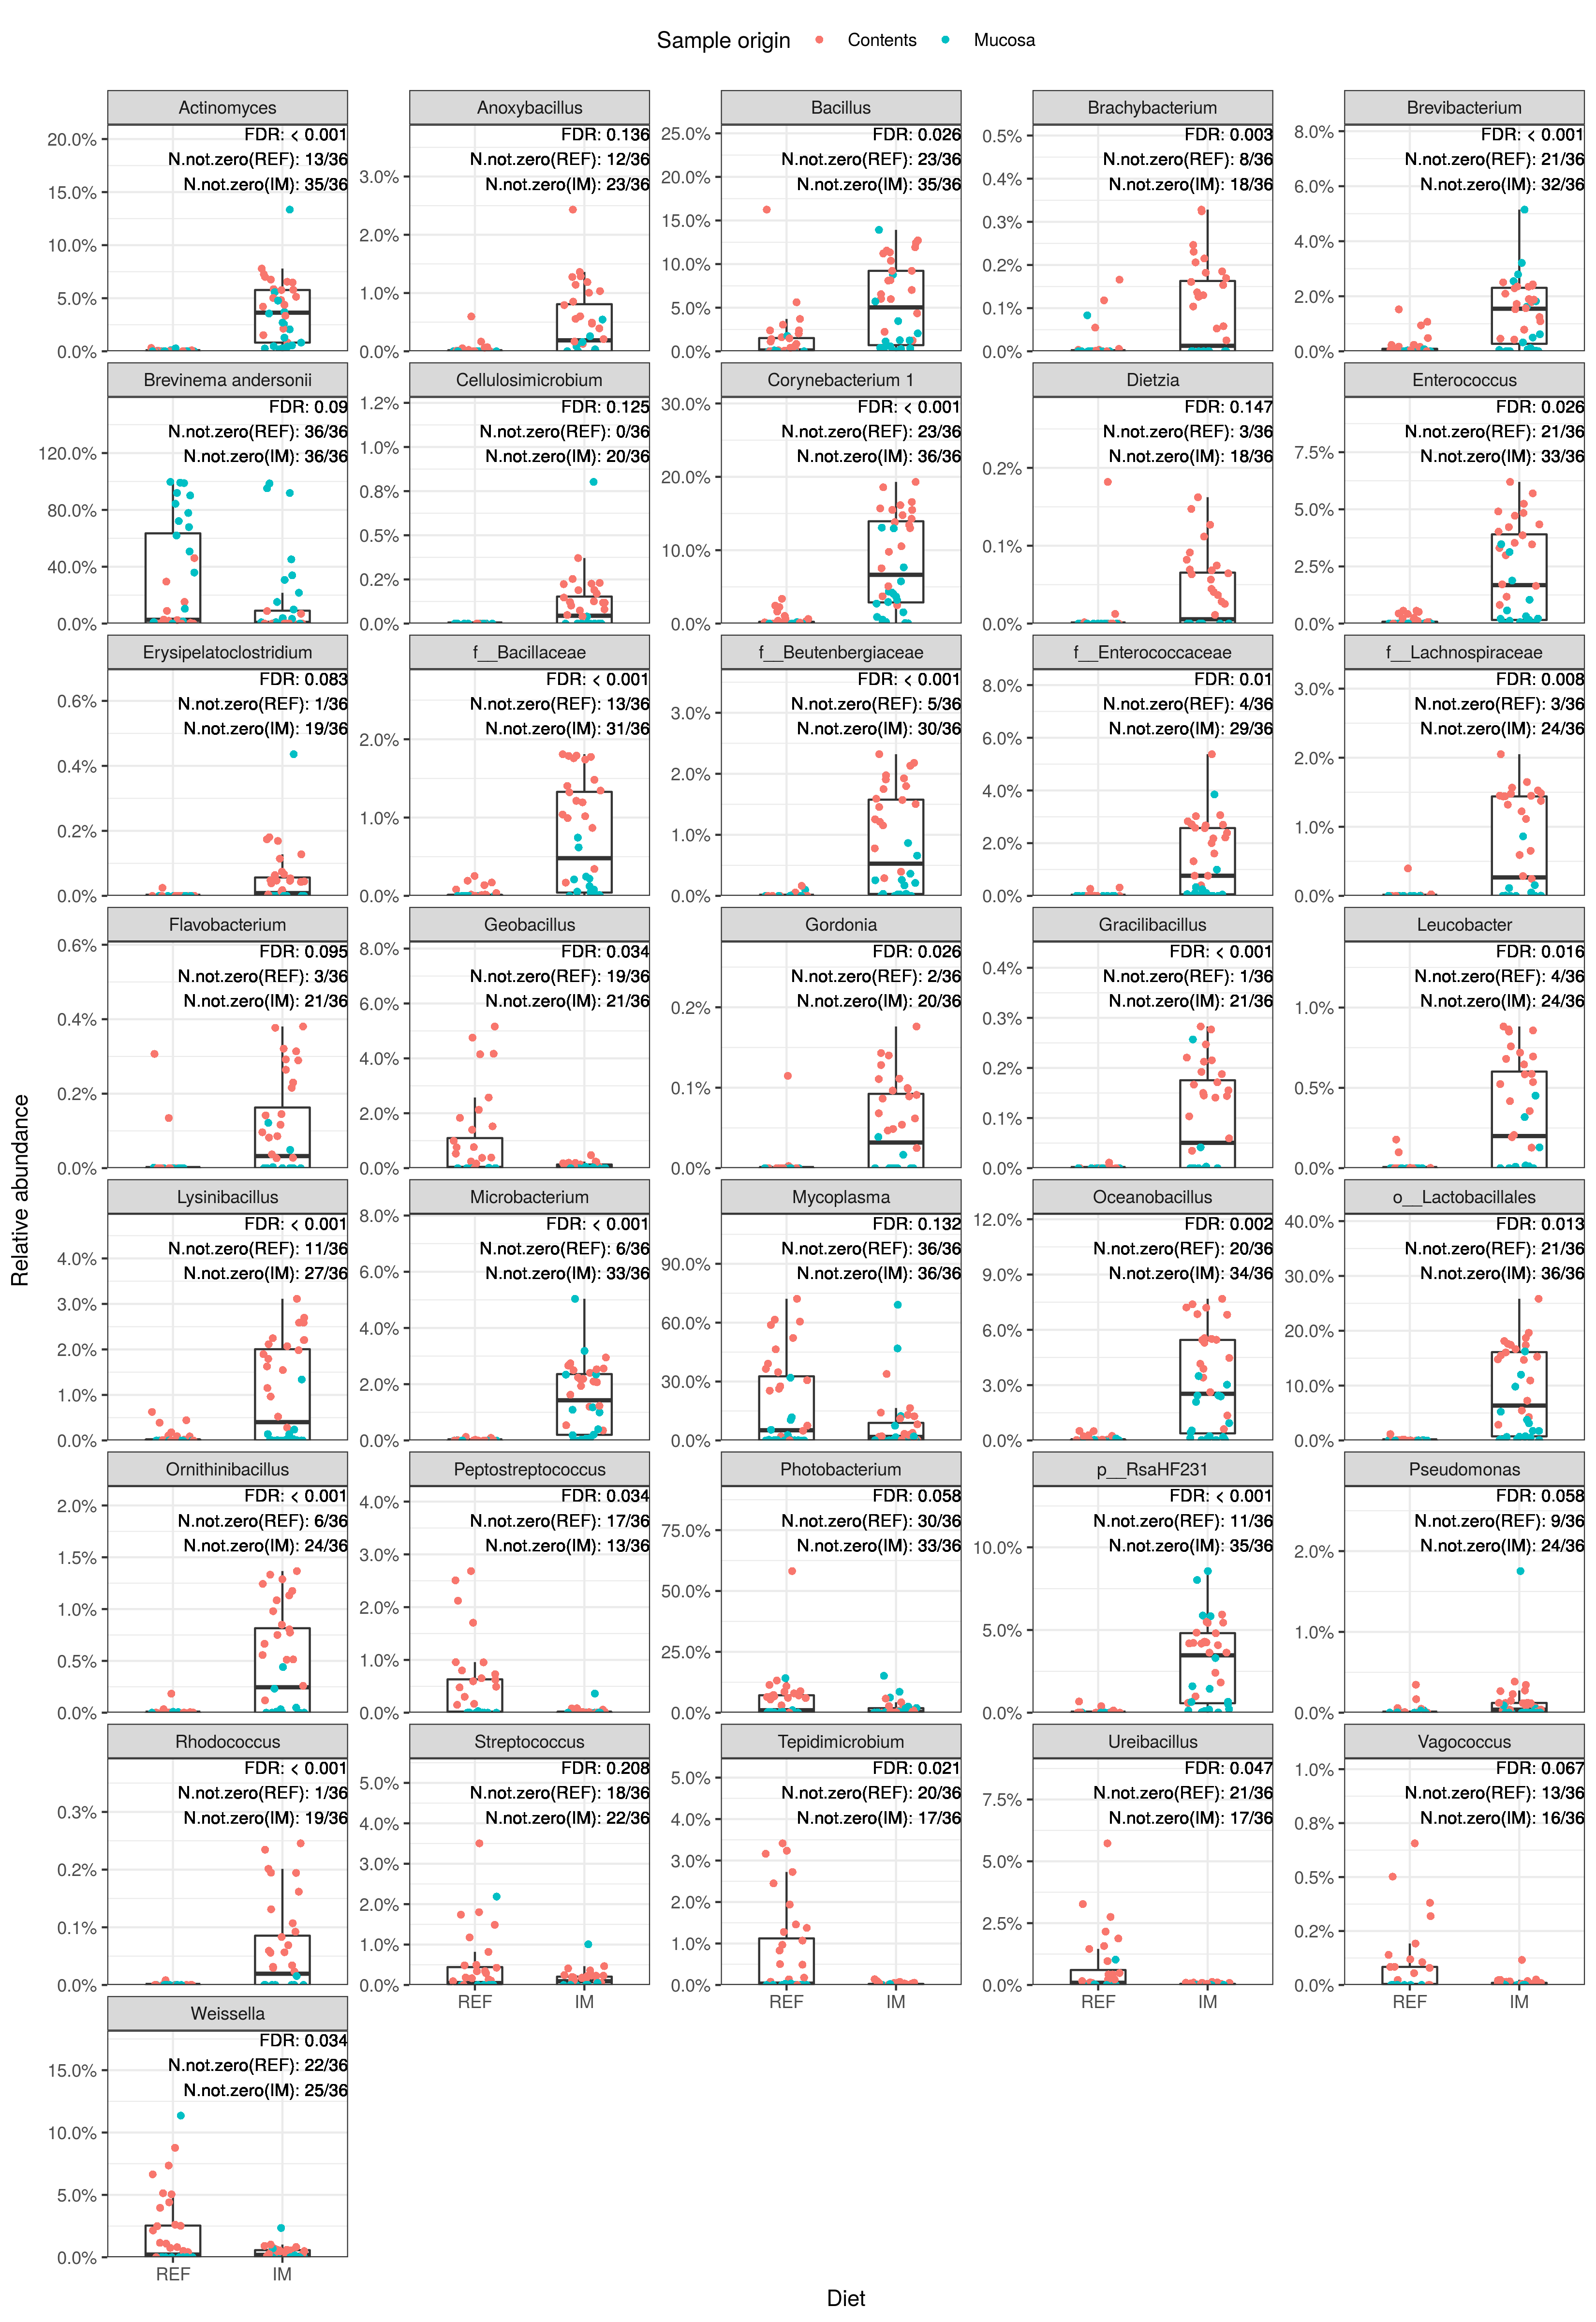 Sample origin Contents Mucosa
Actinomyces Anoxybacillus Bacillus Brachybacterium Brevibacterium
20.0% 15.0% 10.0% 5.0% 0.0%
FDR: < 0.001
N.not.zero(REF): 13/36
N.not.zero(IM): 35/36
3.0% 2.0% 1.0% 0.0%
FDR: 0.136
N.not.zero(REF): 12/36
N.not.zero(IM): 23/36
25.0% 20.0% 15.0% 10.0% 5.0% 0.0%
FDR: 0.026
N.not.zero(REF): 23/36
N.not.zero(IM): 35/36
0.5% 0.4% 0.3% 0.2% 0.1% 0.0%
FDR: 0.003
N.not.zero(REF): 8/36
N.not.zero(IM): 18/36
8.0% 6.0% 4.0% 2.0% 0.0%
FDR: < 0.001
N.not.zero(REF): 21/36
N.not.zero(IM): 32/36
Brevinema andersonii Cellulosimicrobium Corynebacterium 1 Dietzia Enterococcus
120.0% 80.0% 40.0% 0.0%
FDR: 0.09
N.not.zero(REF): 36/36
N.not.zero(IM): 36/36
1.2% 1.0% 0.8% 0.5% 0.2% 0.0%
FDR: 0.125
N.not.zero(REF): 0/36
N.not.zero(IM): 20/36
30.0% 20.0% 10.0% 0.0%
FDR: < 0.001
N.not.zero(REF): 23/36
N.not.zero(IM): 36/36
0.2% 0.1% 0.0%
FDR: 0.147
N.not.zero(REF): 3/36
N.not.zero(IM): 18/36
7.5% 5.0% 2.5% 0.0%
FDR: 0.026
N.not.zero(REF): 21/36
N.not.zero(IM): 33/36
Erysipelatoclostridium f__Bacillaceae f__Beutenbergiaceae f__Enterococcaceae f__Lachnospiraceae
0.6% 0.4% 0.2% 0.0%
FDR: 0.083
N.not.zero(REF): 1/36
N.not.zero(IM): 19/36
2.0% 1.0% 0.0%
FDR: < 0.001
N.not.zero(REF): 13/36
N.not.zero(IM): 31/36
3.0% 2.0% 1.0% 0.0%
FDR: < 0.001
N.not.zero(REF): 5/36
N.not.zero(IM): 30/36
8.0% 6.0% 4.0% 2.0% 0.0%
FDR: 0.01
N.not.zero(REF): 4/36
N.not.zero(IM): 29/36
3.0% 2.0% 1.0% 0.0%
FDR: 0.008
N.not.zero(REF): 3/36
N.not.zero(IM): 24/36
Flavobacterium Geobacillus Gordonia Gracilibacillus Leucobacter
0.6% 0.4% 0.2% 0.0%
FDR: 0.095
N.not.zero(REF): 3/36
N.not.zero(IM): 21/36
8.0% 6.0% 4.0% 2.0% 0.0%
FDR: 0.034
N.not.zero(REF): 19/36
N.not.zero(IM): 21/36
0.2% 0.1% 0.0%
FDR: 0.026
N.not.zero(REF): 2/36
N.not.zero(IM): 20/36
0.4% 0.3% 0.2% 0.1% 0.0%
FDR: < 0.001
N.not.zero(REF): 1/36
N.not.zero(IM): 21/36
1.0% 0.5% 0.0%
FDR: 0.016
N.not.zero(REF): 4/36
N.not.zero(IM): 24/36
Relative abundance
Lysinibacillus Microbacterium Mycoplasma Oceanobacillus o__Lactobacillales
4.0% 3.0% 2.0% 1.0% 0.0%
FDR: < 0.001
N.not.zero(REF): 11/36
N.not.zero(IM): 27/36
8.0% 6.0% 4.0% 2.0% 0.0%
FDR: < 0.001
N.not.zero(REF): 6/36
N.not.zero(IM): 33/36
90.0% 60.0% 30.0% 0.0%
FDR: 0.132
N.not.zero(REF): 36/36
N.not.zero(IM): 36/36
12.0% 9.0% 6.0% 3.0% 0.0%
FDR: 0.002
N.not.zero(REF): 20/36
N.not.zero(IM): 34/36
40.0% 30.0% 20.0% 10.0% 0.0%
FDR: 0.013
N.not.zero(REF): 21/36
N.not.zero(IM): 36/36
Ornithinibacillus Peptostreptococcus Photobacterium p__RsaHF231 Pseudomonas
2.0% 1.5% 1.0% 0.5% 0.0%
FDR: < 0.001
N.not.zero(REF): 6/36
N.not.zero(IM): 24/36
4.0% 3.0% 2.0% 1.0% 0.0%
FDR: 0.034
N.not.zero(REF): 17/36
N.not.zero(IM): 13/36
75.0% 50.0% 25.0% 0.0%
FDR: 0.058
N.not.zero(REF): 30/36
N.not.zero(IM): 33/36
10.0% 5.0% 0.0%
FDR: < 0.001
N.not.zero(REF): 11/36
N.not.zero(IM): 35/36
2.0% 1.0% 0.0%
FDR: 0.058
N.not.zero(REF): 9/36
N.not.zero(IM): 24/36
Rhodococcus Streptococcus Tepidimicrobium Ureibacillus Vagococcus
0.3% 0.2% 0.1% 0.0%
FDR: < 0.001
N.not.zero(REF): 1/36
N.not.zero(IM): 19/36
5.0% 4.0% 3.0% 2.0% 1.0% 0.0%
FDR: 0.208
N.not.zero(REF): 18/36
N.not.zero(IM): 22/36
5.0% 4.0% 3.0% 2.0% 1.0% 0.0%
FDR: 0.021
N.not.zero(REF): 20/36
N.not.zero(IM): 17/36
7.5% 5.0% 2.5% 0.0%
FDR: 0.047
N.not.zero(REF): 21/36
N.not.zero(IM): 17/36
1.0% 0.8% 0.5% 0.2% 0.0%
FDR: 0.067
N.not.zero(REF): 13/36
N.not.zero(IM): 16/36
REF IM REF IM REF IM REF IM
Weissella
15.0% 10.0% 5.0% 0.0%
FDR: 0.034
N.not.zero(REF): 22/36
N.not.zero(IM): 25/36
REF IM
Diet